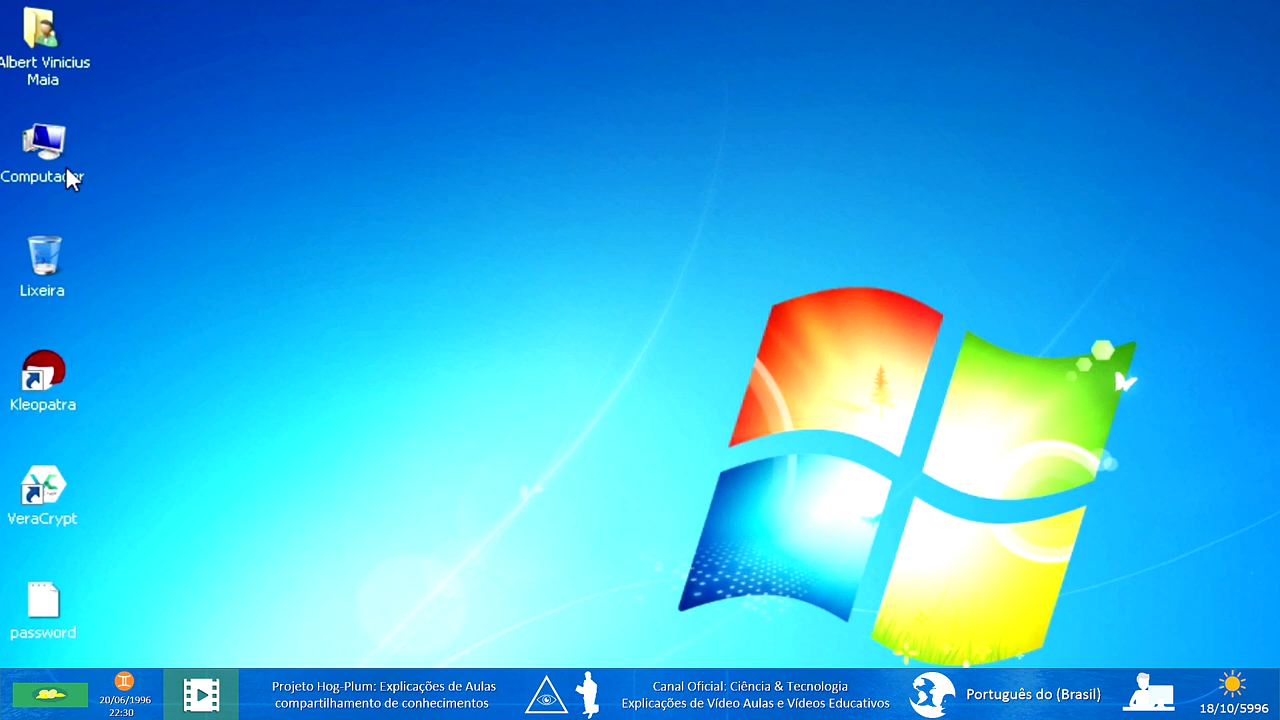 Albert Vinicius
Maia
Computador
Lixeira
Kleopatra
VeraCrypt
password
20/06/1996
22:30
Projeto Hog-Plum: Explicações de Aulas
compartilhamento de conhecimentos
Canal Oficial: Ciência & Tecnologia
Explicações de Vídeo Aulas e Vídeos Educativos
Português do (Brasil)
18/10/5996